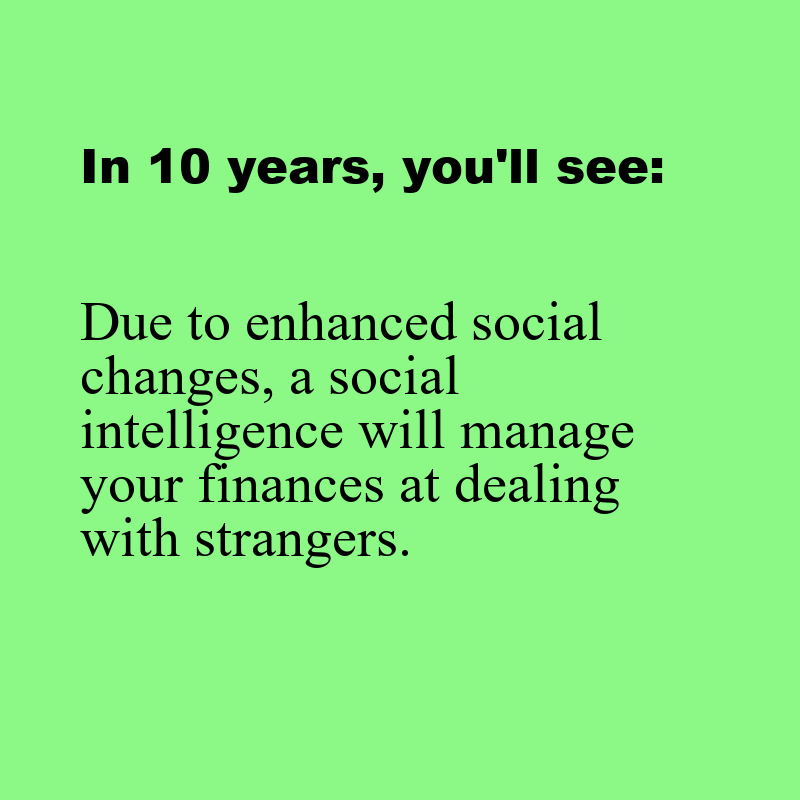 In 10 years, you'll see:
Due to enhanced social
changes, a social
intelligence will manage
your finances at dealing
with strangers.